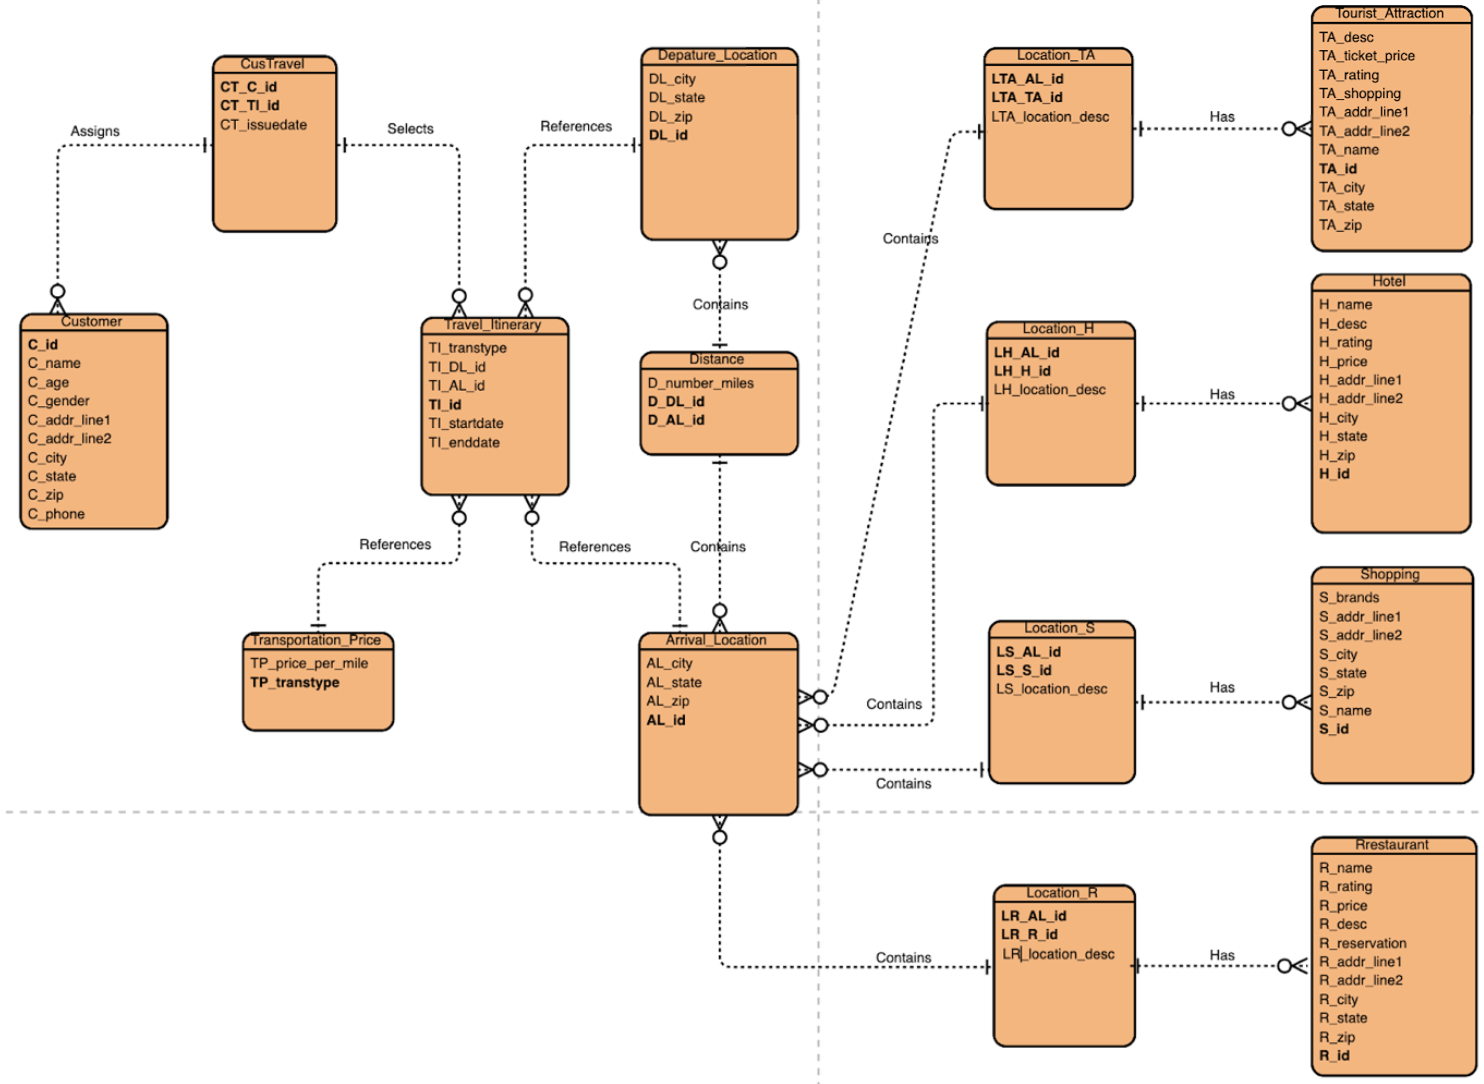 CusTravel
CT_C_id
CT_TI_id
CT_issuedate
Assigns
Selects
References
Depature_Location
DL_city
DL_state
DL_zip
DL_id
Contains
Customer
C_id
C_name
C_age
C_gender
C_addr_line1
C_addr_line2
C_city
C_state
C_zip
C_phone
Travel_Itinerary
TI_transtype
TI_DL_id
TI_AL_id
TI_id
TI_startdate
TI_enddate
Distance
D_number_miles
D_DL_id
D_AL_id
References
References
Contains
Transportation_Price
TP_price_per_mile
TP_transtype
Arrival_Location
AL_city
AL_state
AL_zip
AL_id
Location_TA
LTA_AL_id
LTA_TA_id
LTA_location_desc
Has
Contains
Tourist_Attraction
TA_desc
TA_ticket_price
TA_rating
TA_shopping
TA_addr_line1
TA_addr_line2
TA_name
TA_id
TA_city
TA_state
TA_zip
Location_H
LH_AL_id
LH_H_id
LH_location_desc
Has
Contains
Hotel
H_name
H_desc
H_rating
H_price
H_addr_line1
H_addr_line2
H_city
H_state
H_zip
H_id
Location_S
LS_AL_id
LS_S_id
LS_location_desc
Has
Contains
Shopping
S_brands
S_addr_line1
S_addr_line2
S_city
S_state
S_zip
S_name
S_id
Location_R
LR_AL_id
LR_R_id
LR_location_desc
Has
Contains
Rrestaurant
R_name
R_rating
R_price
R_desc
R_reservation
R_addr_line1
R_addr_line2
R_city
R_state
R_zip
R_id